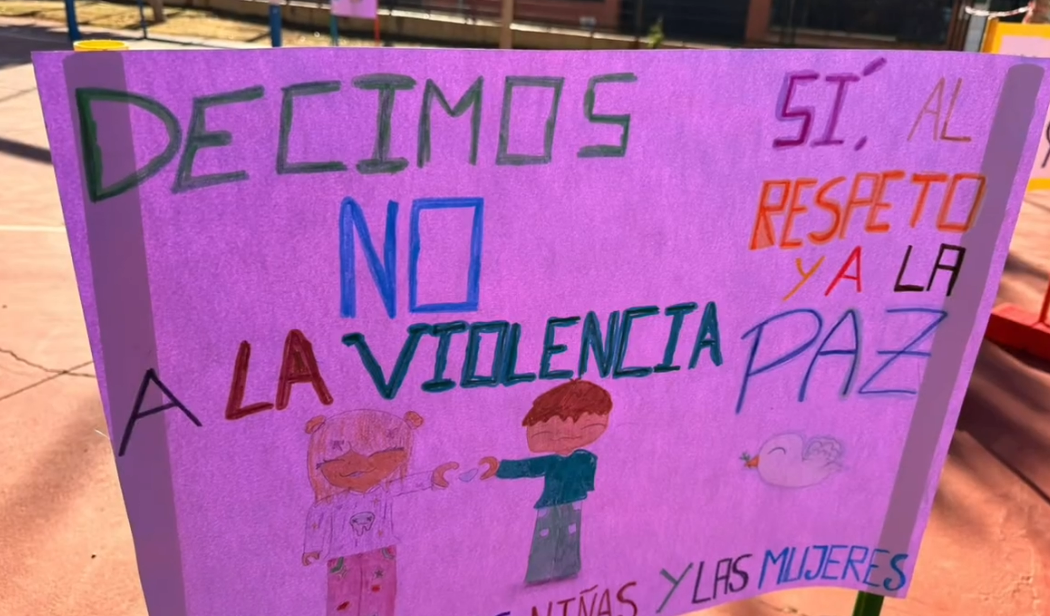 DECIMOS
NO
A LA VIOLENCIA
SÍ, AL
RESPETO
Y A LA
PAZ
NIÑAS Y LAS MUJERES